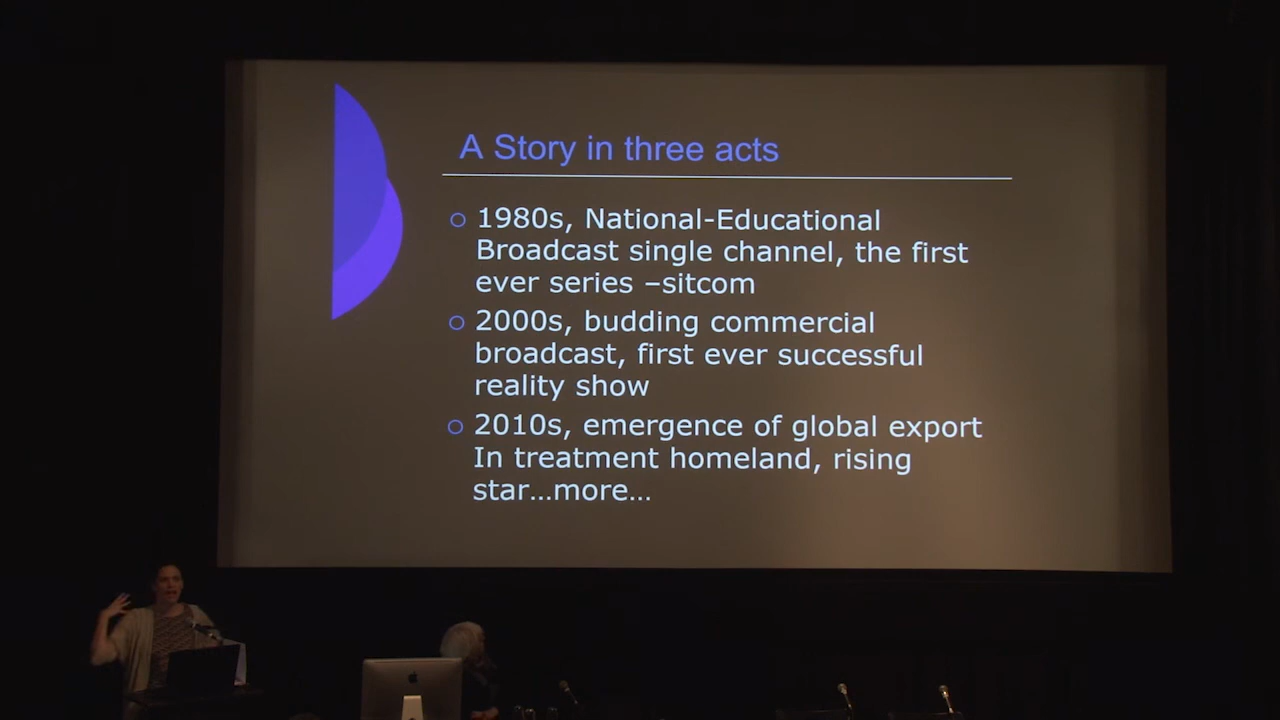 A Story in three acts
1980s, National-Educational
Broadcast single channel, the first
ever series –sitcom
2000s, budding commercial
broadcast, first ever successful
reality show
2010s, emergence of global export
In treatment homeland, rising
star…more…